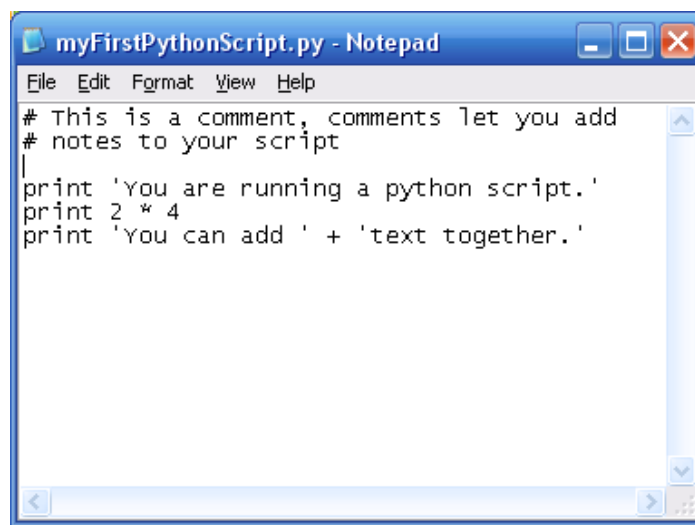 myFirstPythonScript.py - Notepad
File Edit Format View Help
# This is a comment, comments let you add
# notes to your script
print 'You are running a python script.'
print 2 * 4
print 'You can add ' + 'text together.'